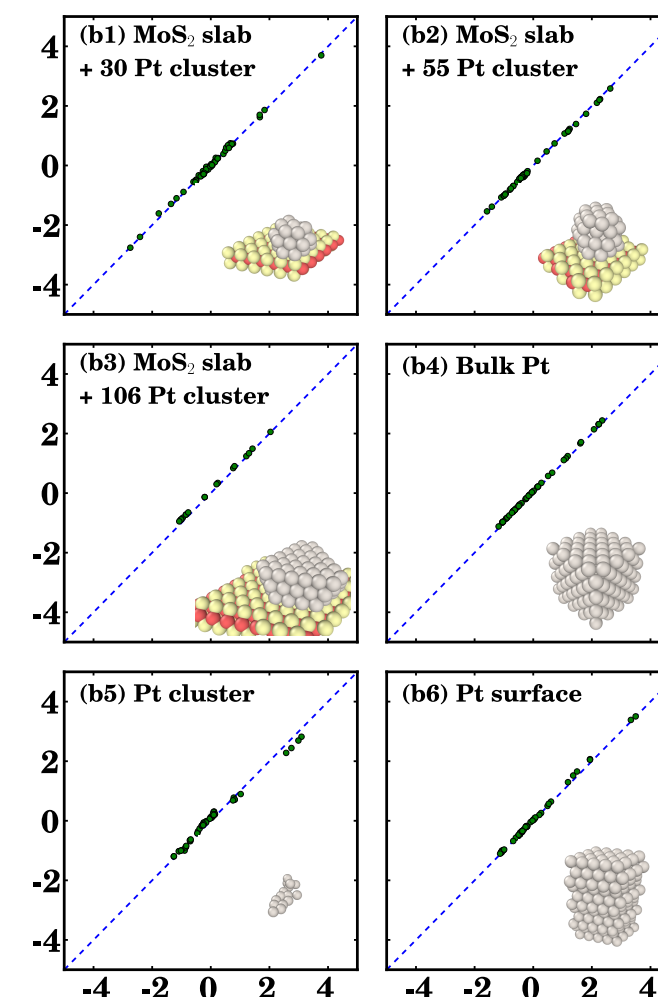 (b1) MoS₂ slab
+ 30 Pt cluster
(b2) MoS₂ slab
+ 55 Pt cluster
4
2
0
-2
-4
(b3) MoS₂ slab
+ 106 Pt cluster
(b4) Bulk Pt
4
2
0
-2
-4
(b5) Pt cluster
(b6) Pt surface
4
2
0
-2
-4
-4 -2 0 2 4
-4 -2 0 2 4